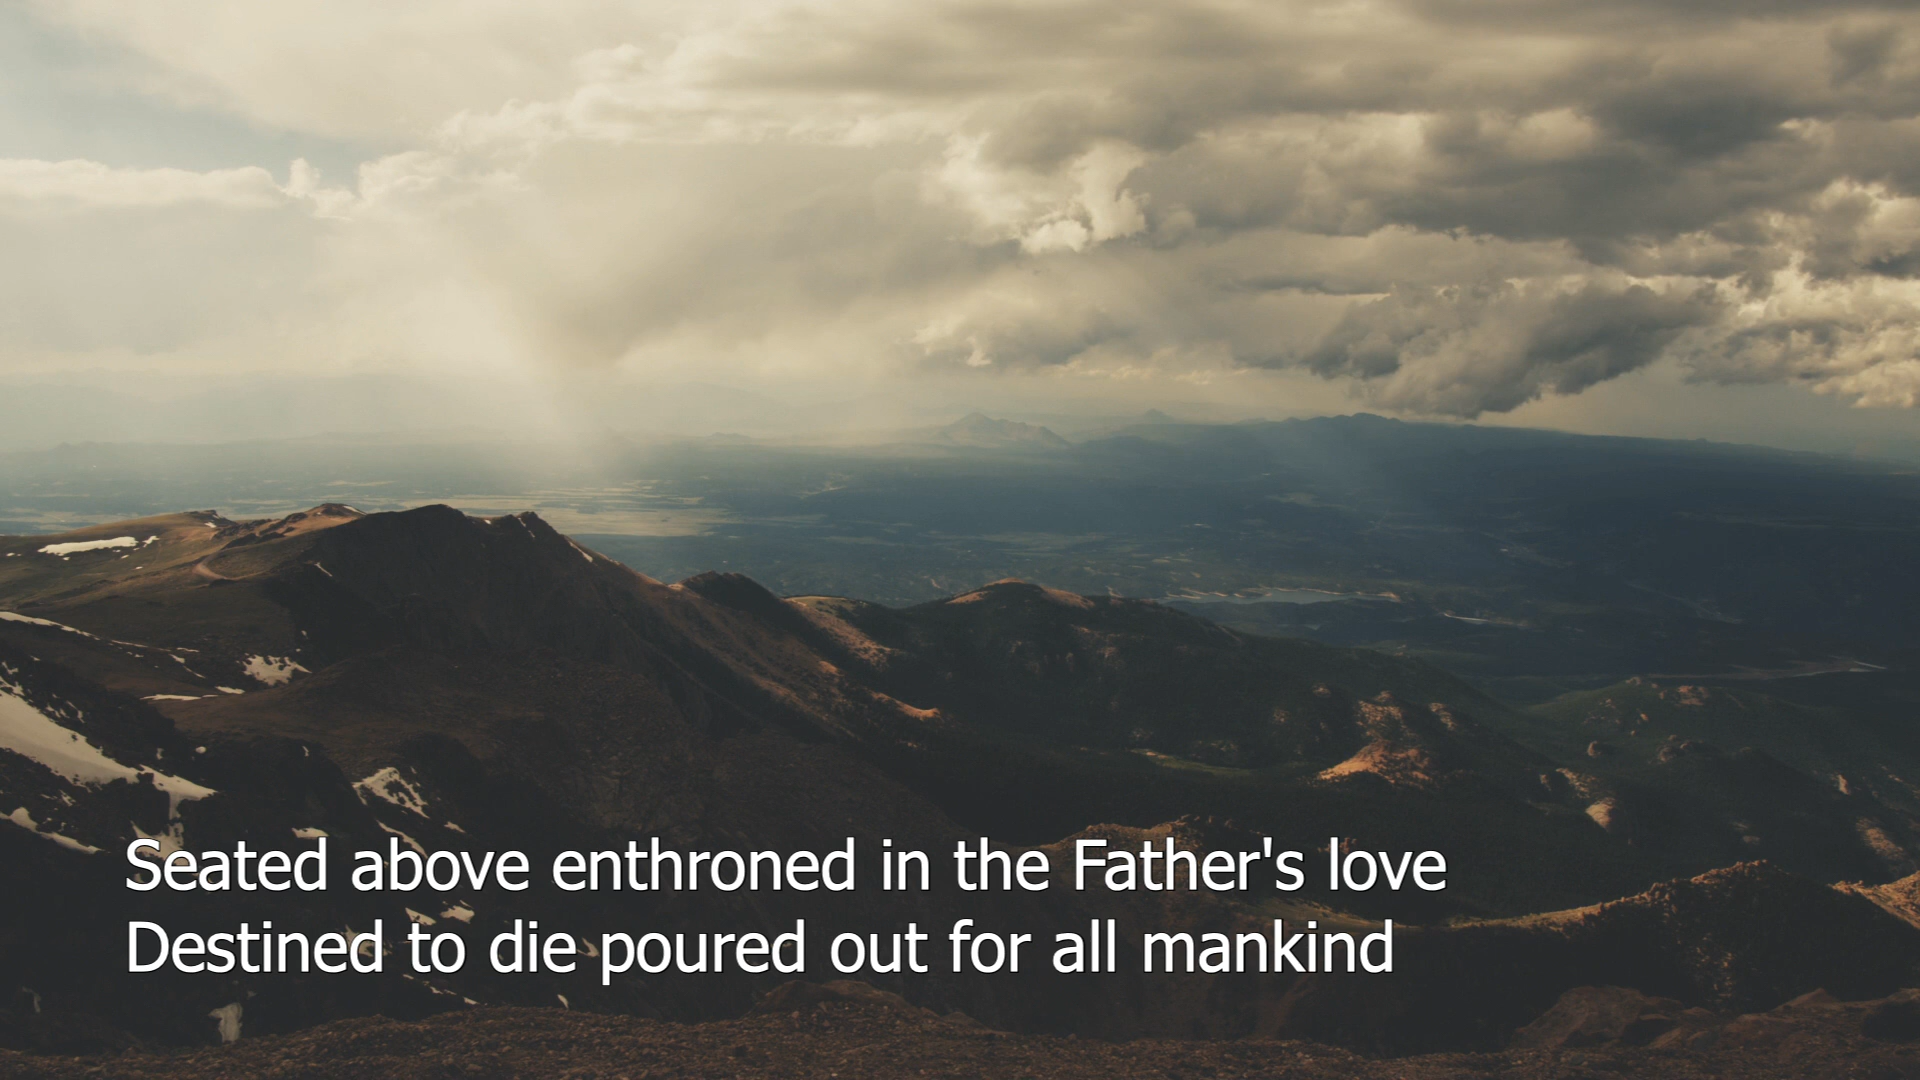 Seated above enthroned in the Father's love
Destined to die poured out for all mankind